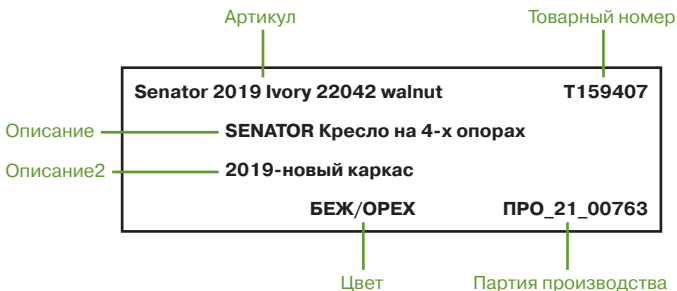 Артикул Товарный номер
Senator 2019 Ivory 22042 walnut T159407
Описание SENATOR Кресло на 4-х опорах
Описание2 2019-новый каркас
БЕЖ/ОРЕХ ПРО_21_00763
Цвет Партия производства